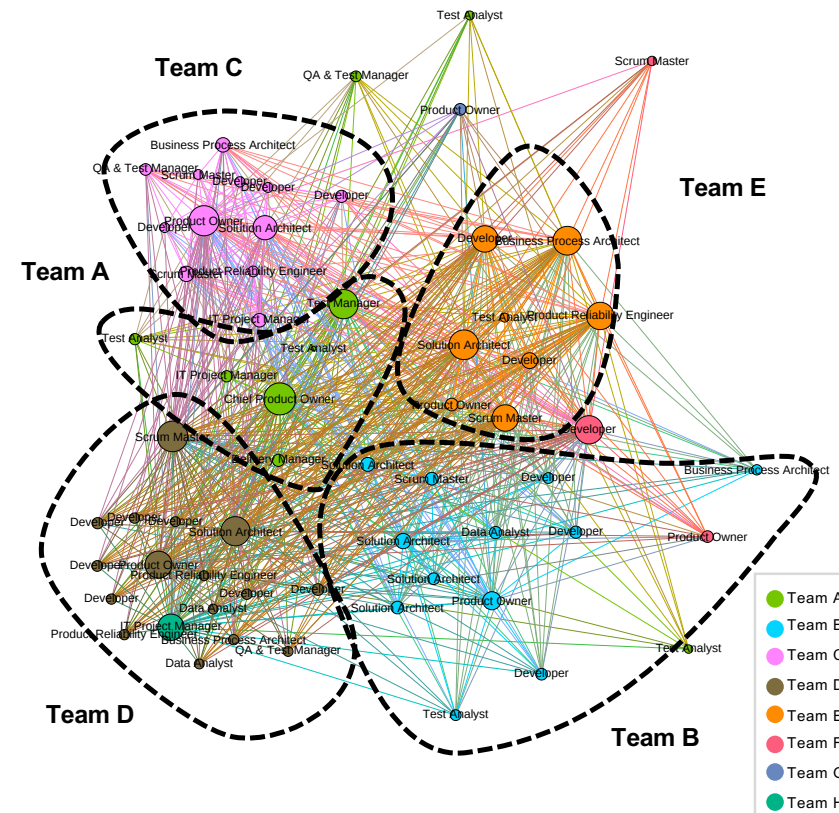 Test Analyst
Scrum Master
Team C
QA & Test Manager
Product Owner
Business Process Architect
QA & Test Manager
Scrum Master
Developer
Developer
Developer
Team E
Product Owner
Developer
Solution Architect
Developer
Business Process Architect
Team A
Scrum Master
Product Reliability Engineer
Test Manager
IT Project Manager
Test Analyst
Product Reliability Engineer
Test Analyst
Test Analyst
Solution Architect
Developer
IT Project Manager
Chief Product Owner
Product Owner
Scrum Master
Developer
Scrum Master
Delivery Manager
Solution Architect
Business Process Architect
Scrum Master
Developer
Developer
Developer
Developer
Solution Architect
Data Analyst
Developer
Product Owner
Solution Architect
Developer
Product Owner
Product Reliability Engineer
Solution Architect
Developer
Developer
Developer
Product Owner
Data Analyst
Solution Architect
IT Project Manager
Product Reliability Engineer
Business Process Architect
QA & Test Manager
Data Analyst
Test Analyst
Developer
Test Analyst
Team D
Team B
Team A
Team
Team
Team
Team
Team F
Team
Team H